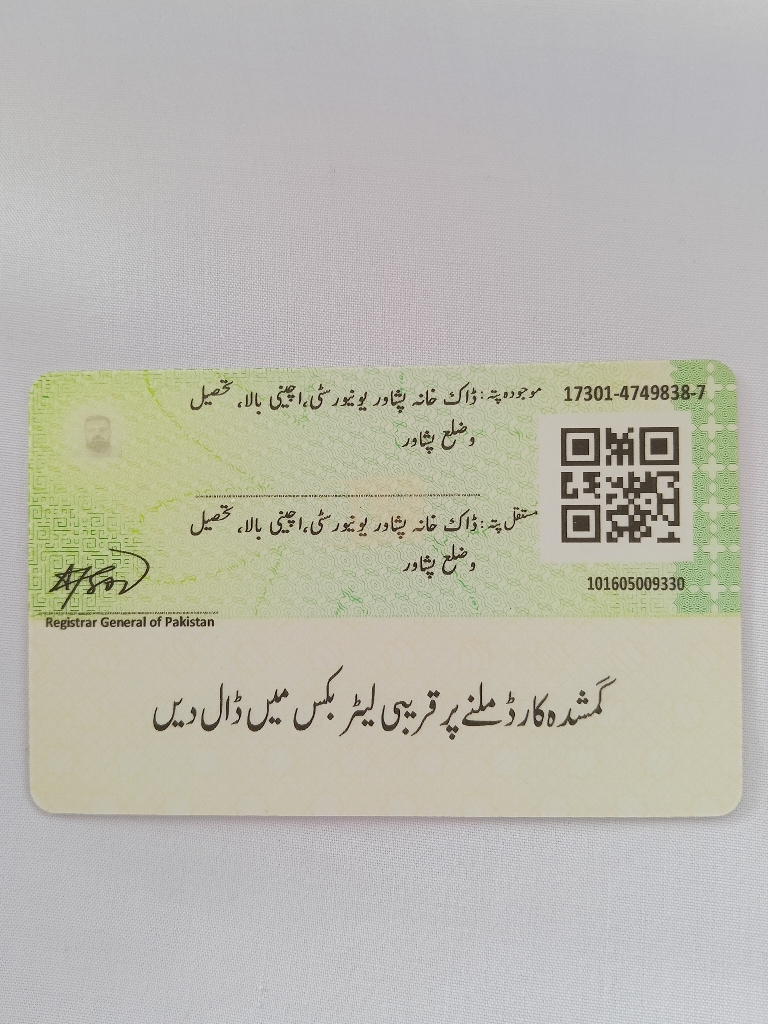 موجودہ پتہ: ڈاک خانہ پشاور یونیورسٹی، اچینی بالا، تحصیل
و ضلع پشاور
17301-4749838-7
مستقل پتہ: ڈاک خانہ پشاور یونیورسٹی، اچینی بالا، تحصیل
و ضلع پشاور
101605009330
Registrar General of Pakistan
گمشدہ کارڈ ملنے پر قریبی لیٹر بکس میں ڈال دیں